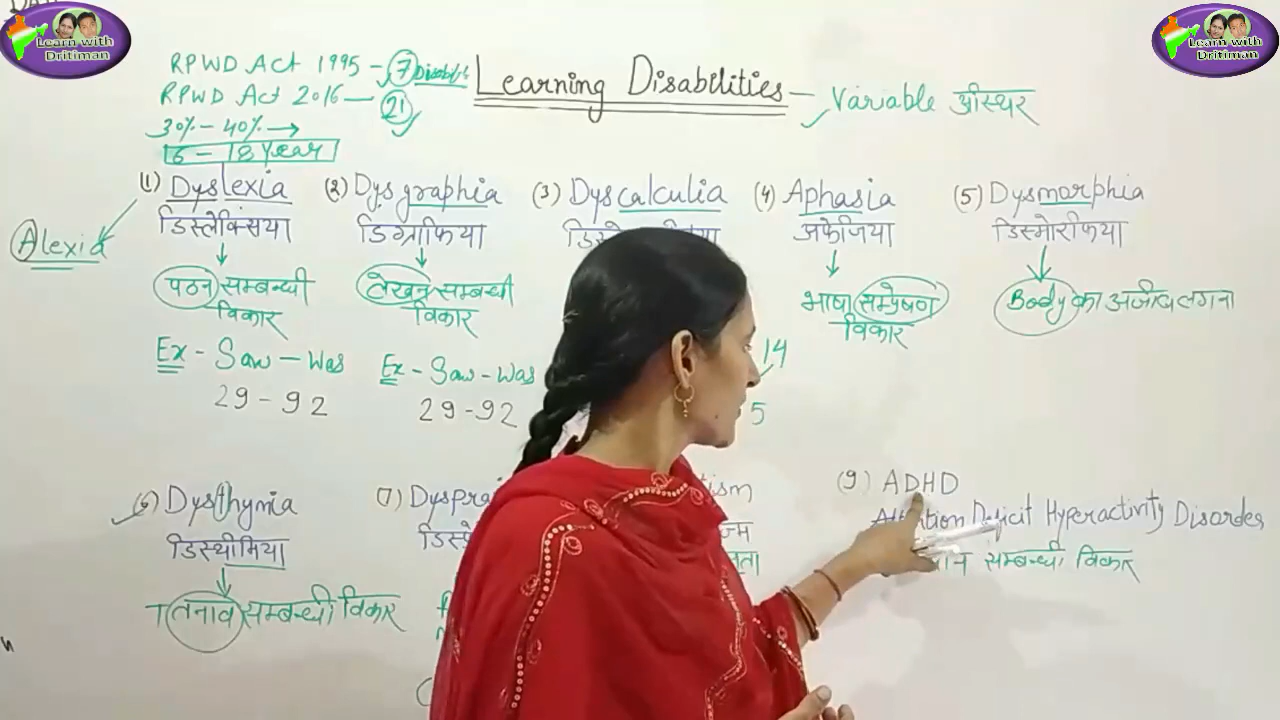 Learn with
Dritiman
Learn with
Dritiman
RPWD Act 1995 - 7 Disabilits
RPWD Act 2016 - 21
30% - 40% →
6 - 18 Year
Learning Disabilities - Variable अस्थिर
(1) Dyslexia
डिस्लेक्सिया
Alexia
पठन सम्बन्धी
विकार
Ex - Saw - Was
29 - 92
(2) Dysgraphia
डिग्राफिया
लेखन सम्बन्धी
विकार
Ex - Saw - Was
29 - 92
(3) Dyscalculia
14
5
(4) Aphasia
अफेजिया
भाषा सम्प्रेषण
विकार
(5) Dysmorphia
डिस्मोरफिया
Body का अजीब लगना
(6) Dysthymia
डिस्थीमिया
तनाव सम्बन्धी विकार
(7)
(9) ADHD
Deficit Hyperactivity Disorder
सम्बन्धी विकार